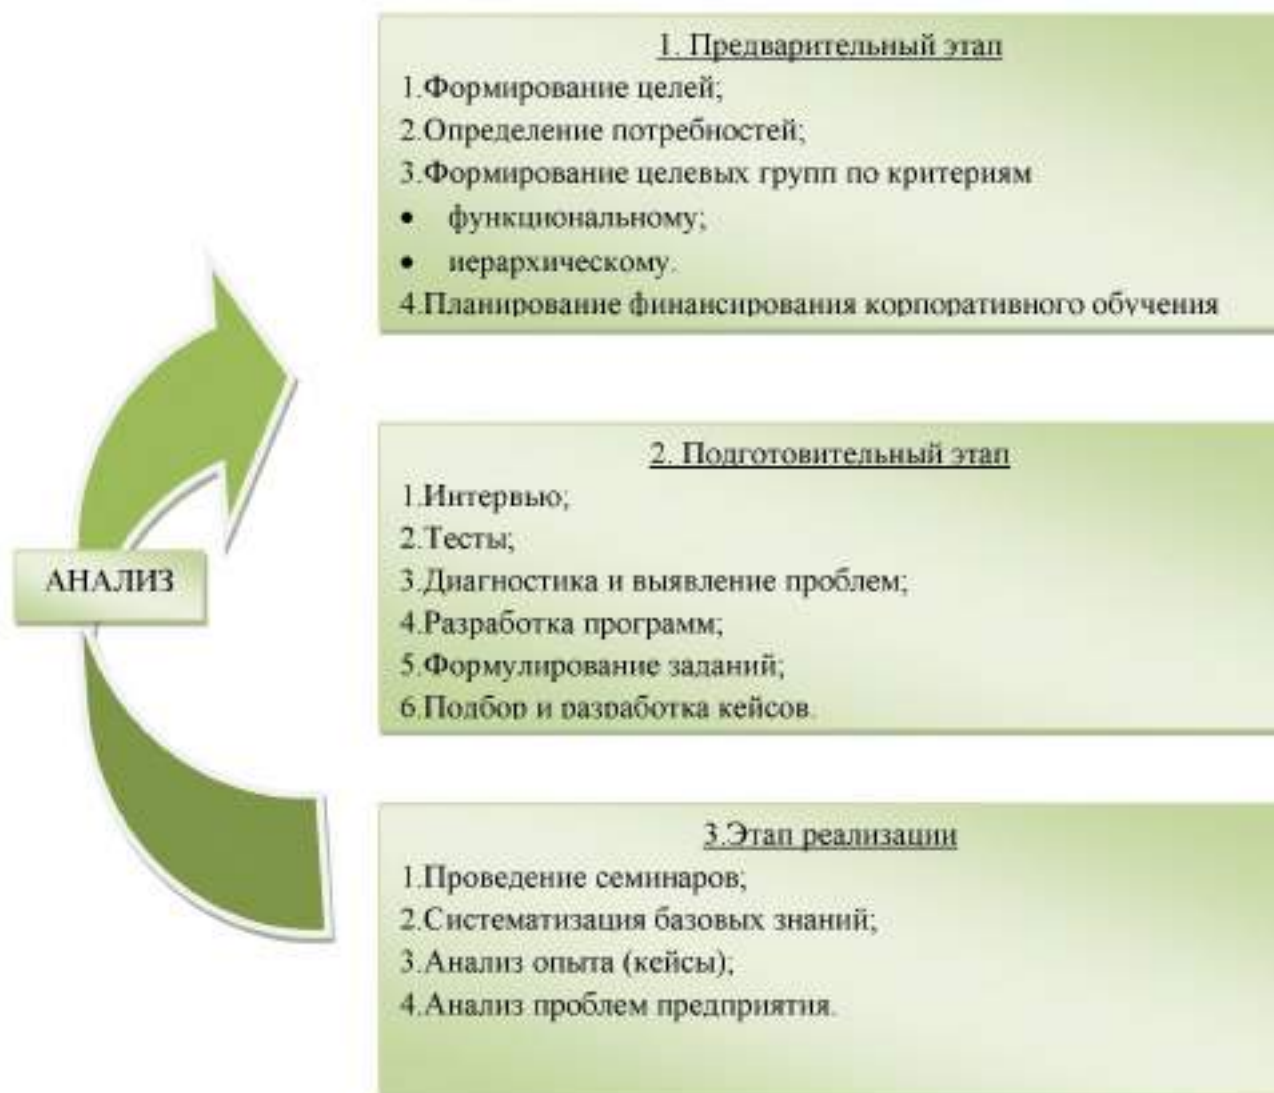 1. Предварительный этап
1.Формирование целей;
2.Определение потребностей;
3.Формирование целевых групп по критериям
• функциональному;
• иерархическому.
4.Планирование финансирования корпоративного обучения
2. Подготовительный этап
1.Интервью;
2.Тесты;
3.Диагностика и выявление проблем;
4.Разработка программ;
5.Формулирование заданий;
6.Подбор и разработка кейсов.
АНАЛИЗ
3.Этап реализации
1.Проведение семинаров;
2.Систематизация базовых знаний;
3.Анализ опыта (кейсы);
4.Анализ проблем предприятия.